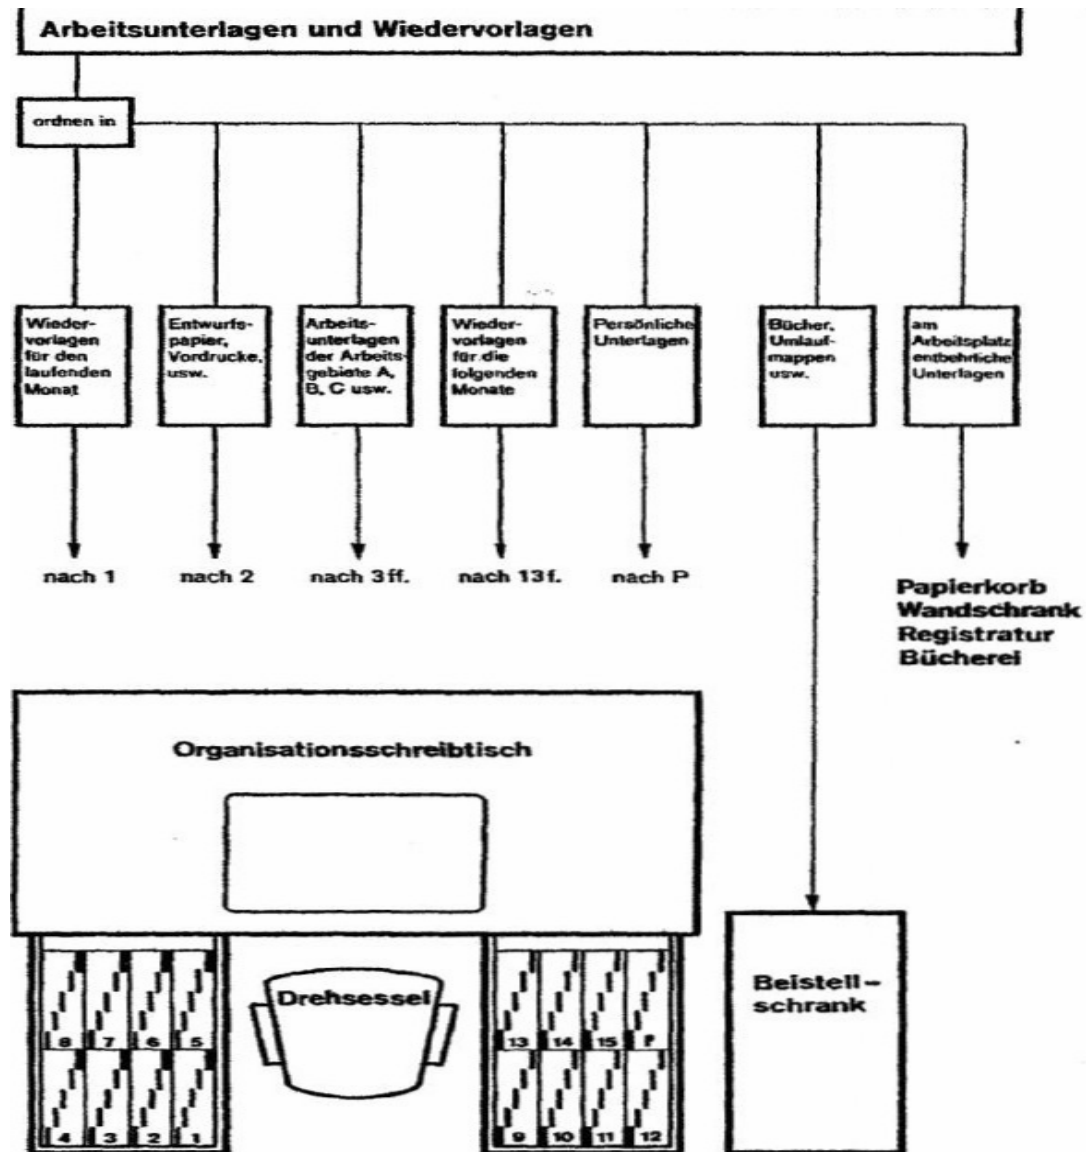 Arbeitsunterlagen und Wiedervorlagen
ordnen in
Wieder-
vorlagen
für den
laufenden
Monat
Entwurfs-
papier,
Vordrucke,
usw.
Arbeits-
unterlagen
der Arbeits-
gebiete A,
B, C usw.
Wieder-
vorlagen
für die
folgenden
Monate
Persönliche
Unterlagen
Bücher,
Umlauf-
mappen
usw.
am
Arbeitsplatz
entbehrliche
Unterlagen
nach 1
nach 2
nach 3ff.
nach 13f.
nach P
Papierkorb
Wandschrank
Registratur
Bücherei
Organisationsschreibtisch
Drehsessel
8 7 6 5
4 3 2 1
13 14 15 P
9 10 11 12
Beistell-
schrank